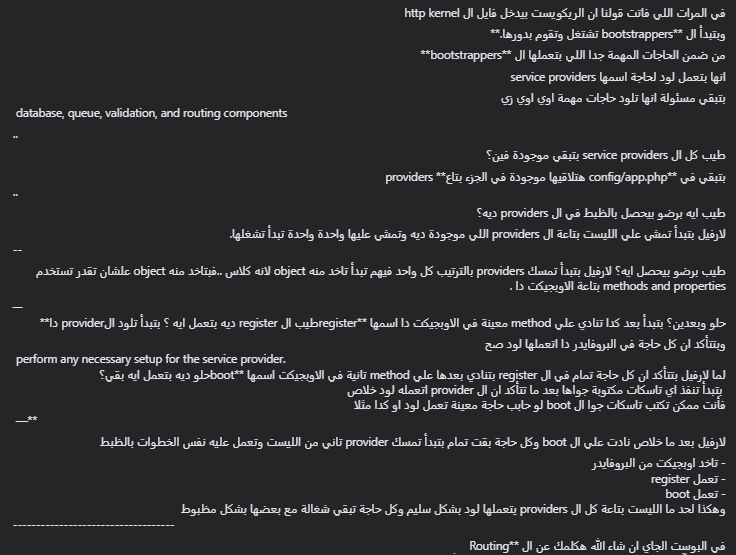 في المرات اللي فاتت قولنا ان الريكويست بيدخل فايل ال http kernel
وبتبدأ ال **bootstrappers تشتغل وتقوم بدورها.**
من ضمن الحاجات المهمة جدا اللي بتعملها ال **bootstrappers**
انها بتعمل لود لحاجة اسمها service providers
بتبقي مسئولة انها تلود حاجات مهمة اوي اوي زي
database, queue, validation, and routing components
..
طيب كل ال service providers بتبقي موجودة فين؟
بتبقي في **config/app.php هتلاقيها موجودة في الجزء بتاع** providers
..
طيب ايه برضو بيحصل بالظبط في ال providers ديه؟
لارفيل بتبدأ تمشي علي الليست بتاعة ال providers اللي موجودة ديه وتمشي عليها واحدة واحدة تبدأ تشغلها.
--
طيب برضو بيحصل ايه؟ لارفيل بتبدأ تمسك providers بالترتيب كل واحد فيهم تبدأ تاخد منه object لانه كلاس ..فبتاخد منه object علشان تقدر تستخدم
methods and properties بتاعة الاوبجيكت دا .
__
حلو وبعدين؟ بتبدأ بعد كدا تنادي علي method معينة في الاوبجيكت دا اسمها **registerطيب ال register ديه بتعمل ايه ؟ بتبدأ تلود الprovider دا**
وبتتأكد ان كل حاجة في البروفايدر دا اتعملها لود صح
perform any necessary setup for the service provider.
لما لارفيل بتتأكد ان كل حاجة تمام في ال register بتنادي بعدها علي method تانية في الاوبجيكت اسمها **bootحلو ديه بتعمل ايه بقي؟
بتبدأ تنفذ اي تاسكات مكتوبة جواها بعد ما تتأكد ان ال provider اتعمله لود خلاص
فأنت ممكن تكتب تاسكات جوا ال boot لو حابب حاجة معينة تعمل لود او كدا مثلا
__**
لارفيل بعد ما خلاص نادت علي ال boot وكل حاجة بقت تمام بتبدأ تمسك provider تاني من الليست وتعمل عليه نفس الخطوات بالظبط
- تاخد اوبجيكت من البروفايدر
- تعمل register
- تعمل boot
وهكذا لحد ما الليست بتاعة كل ال providers يتعملها لود بشكل سليم وكل حاجة تبقي شغالة مع بعضها بشكل مظبوط
-----------------------------------
في البوست الجاي ان شاء الله هكلمك عن ال **Routing